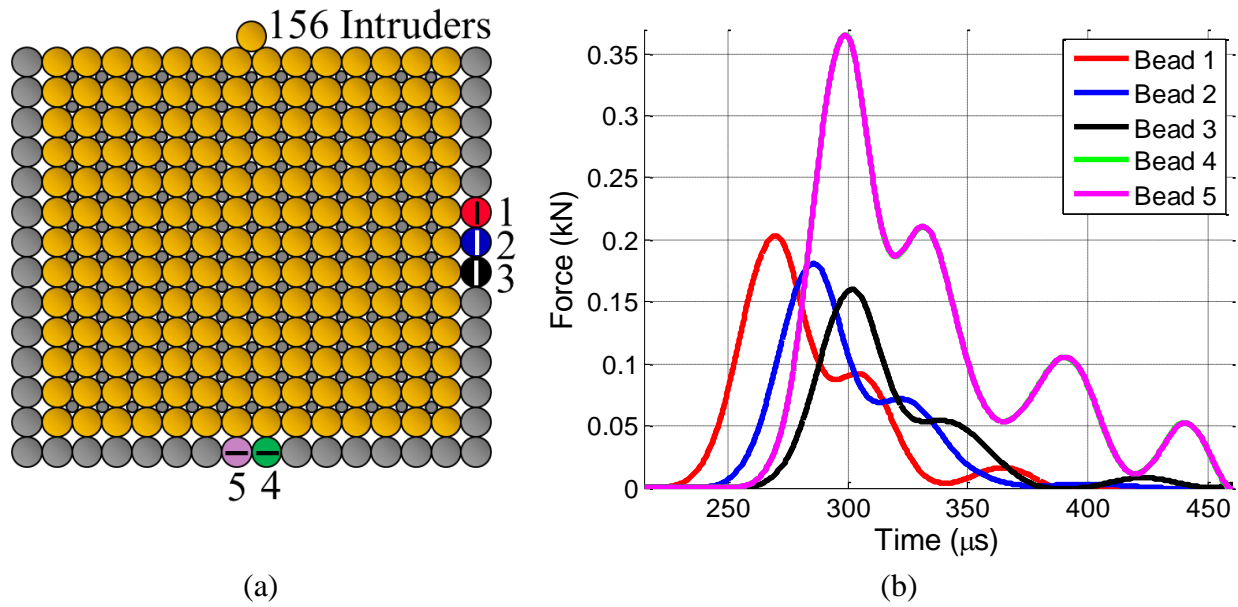 156 Intruders
1
2
3
5
4
(a)
Force (kN)
0.35
0.3
0.25
0.2
0.15
0.1
0.05
0
250
300
350
400
450
Time (μs)
Bead 1
Bead 2
Bead 3
Bead 4
Bead 5
(b)